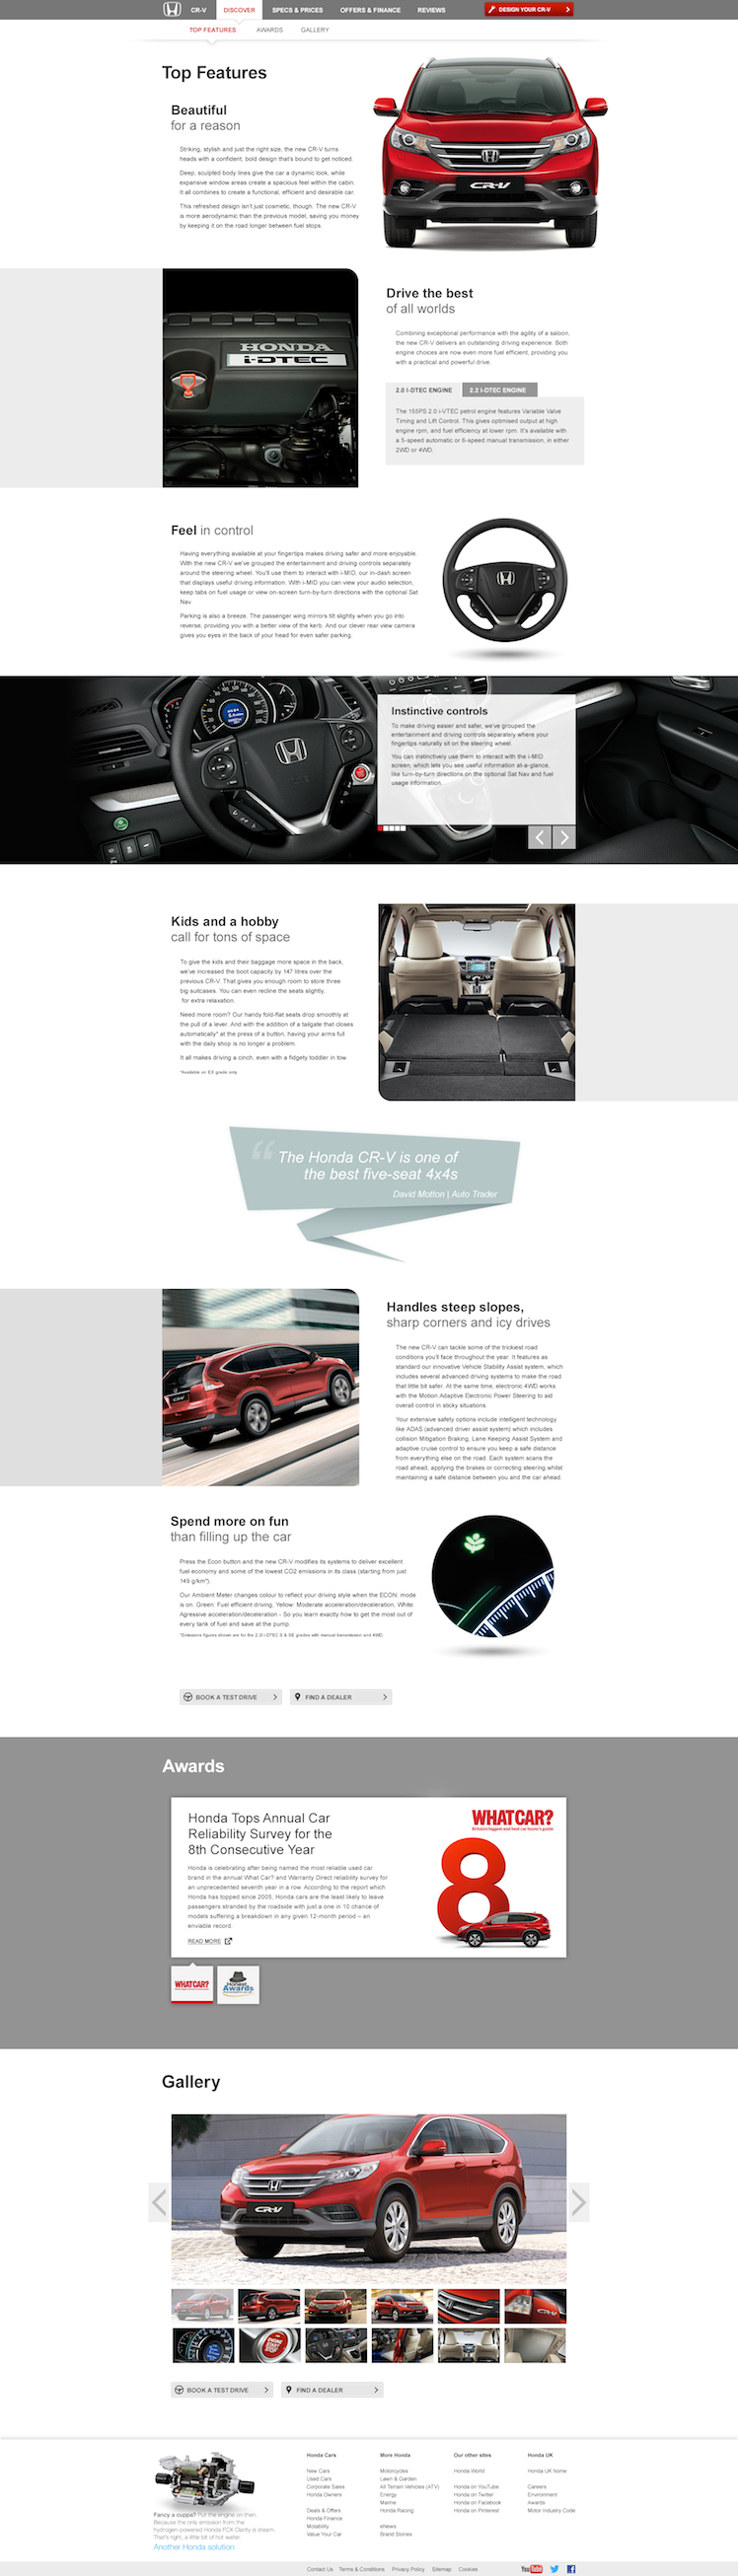 CR-V DISCOVER SPECS & PRICES OFFERS & FINANCE REVIEWS DESIGN YOUR CR-V
TOP FEATURES AWARDS GALLERY
Top Features
Beautiful
for a reason
Striking, stylish and just the right size, the new CR-V turns
heads with a confident, bold design that's bound to get noticed.
Deep, sculpted body lines give the car a dynamic look, while
expansive window areas create a spacious feel within the cabin.
It all combines to create a functional, efficient and desirable car.
This refreshed design isn't just cosmetic, though. The new CR-V
is more aerodynamic than the previous model, saving you money
by keeping it on the road longer between fuel stops.
CR-V
HONDA
i-DTEC
Drive the best
of all worlds
Combining exceptional performance with the agility of a saloon,
the new CR-V delivers an outstanding driving experience. Both
engine choices are now even more fuel efficient, providing you
with a practical and powerful drive.
2.0 I-DTEC ENGINE 2.2 I-DTEC ENGINE
The 155PS 2.0 i-VTEC petrol engine features Variable Valve
Timing and Lift Control. This gives optimised output at high
engine rpm, and fuel efficiency at lower rpm. It's available with
a 5-speed automatic or 6-speed manual transmission, in either
2WD or 4WD.
Feel in control
Having everything available at your fingertips makes driving safer and more enjoyable.
With the new CR-V we've grouped the entertainment and driving controls separately
around the steering wheel. You'll use them to interact with i-MID, our in-dash screen
that displays useful driving information. With i-MID you can view your audio selection,
keep tabs on fuel usage or view on-screen turn-by-turn directions with the optional Sat
Nav.
Parking is also a breeze. The passenger wing mirrors tilt slightly when you go into
reverse, providing you with a better view of the kerb. And our clever rear view camera
gives you eyes in the back of your head for even safer parking.
Instinctive controls
To make driving easier and safer, we've grouped the
entertainment and driving controls separately where your
fingertips naturally sit on the steering wheel.
You can instinctively use them to interact with the i-MID
screen, which lets you see useful information at-a-glance,
like turn-by-turn directions on the optional Sat Nav and fuel
usage information.
Kids and a hobby
call for tons of space
To give the kids and their baggage more space in the back,
we've increased the boot capacity by 147 litres over the
previous CR-V. That gives you enough room to store three
big suitcases. You can even recline the seats slightly,
for extra relaxation.
Need more room? Our handy fold-flat seats drop smoothly at
the pull of a lever. And with the addition of a tailgate that closes
automatically* at the press of a button, having your arms full
with the daily shop is no longer a problem.
It all makes driving a cinch, even with a fidgety toddler in tow.
*Available on EX grade only
“ The Honda CR-V is one of
the best five-seat 4x4s
David Motton | Auto Trader
Handles steep slopes,
sharp corners and icy drives
The new CR-V can tackle some of the trickiest road
conditions you'll face throughout the year. It features as
standard our innovative Vehicle Stability Assist system, which
includes several advanced driving systems to make the road
that little bit safer. At the same time, electronic 4WD works
with the Motion Adaptive Electronic Power Steering to aid
overall control in sticky situations.
Your extensive safety options include intelligent technology
like ADAS (advanced driver assist system) which includes
collision Mitigation Braking, Lane Keeping Assist System and
adaptive cruise control to ensure you keep a safe distance
from everything else on the road. Each system scans the
road ahead, applying the brakes or correcting steering whilst
maintaining a safe distance between you and the car ahead.
Spend more on fun
than filling up the car
Press the Econ button and the new CR-V modifies its systems to deliver excellent
fuel economy and some of the lowest CO2 emissions in its class (starting from just
149 g/km*).
Our Ambient Meter changes colour to reflect your driving style when the ECON mode
is on. Green: Fuel efficient driving, Yellow: Moderate acceleration/deceleration, White:
Agressive acceleration/deceleration - So you learn exactly how to get the most out of
every tank of fuel and save at the pump.
*Emissions figures shown are for the 2.2 i-DTEC S & SE grades with manual transmission and 4WD.
BOOK A TEST DRIVE FIND A DEALER
Awards
Honda Tops Annual Car
Reliability Survey for the
8th Consecutive Year
Honda is celebrating after being named the most reliable used car
brand in the annual What Car? and Warranty Direct reliability survey for
an unprecedented seventh year in a row. According to the report which
Honda has topped since 2005, Honda cars are the least likely to leave
passengers stranded by the roadside with just a one in 10 chance of
models suffering a breakdown in any given 12-month period – an
enviable record.
READ MORE
WHAT CAR?
Britain's biggest and best car buyer's guide
8
WHAT CAR?
Honest
Awards
Gallery
CR-V
BOOK A TEST DRIVE FIND A DEALER
Fancy a cuppa? Put the engine on then.
Because the only emission from the
hydrogen-powered Honda FCX Clarity is steam.
That's right, a little bit of hot water.
Another Honda solution
Honda Cars
New Cars
Used Cars
Corporate Sales
Honda Owners
Deals & Offers
Honda Finance
Motability
Value Your Car
More Honda
Motorcycles
Lawn & Garden
All Terrain Vehicles (ATV)
Energy
Marine
Honda Racing
eNews
Brand Stories
Our other sites
Honda World
Honda on YouTube
Honda on Twitter
Honda on Facebook
Honda on Pinterest
Honda UK
Honda UK home
Careers
Environment
Awards
Motor Industry Code
Contact Us Terms & Conditions Privacy Policy Sitemap Cookies YouTube